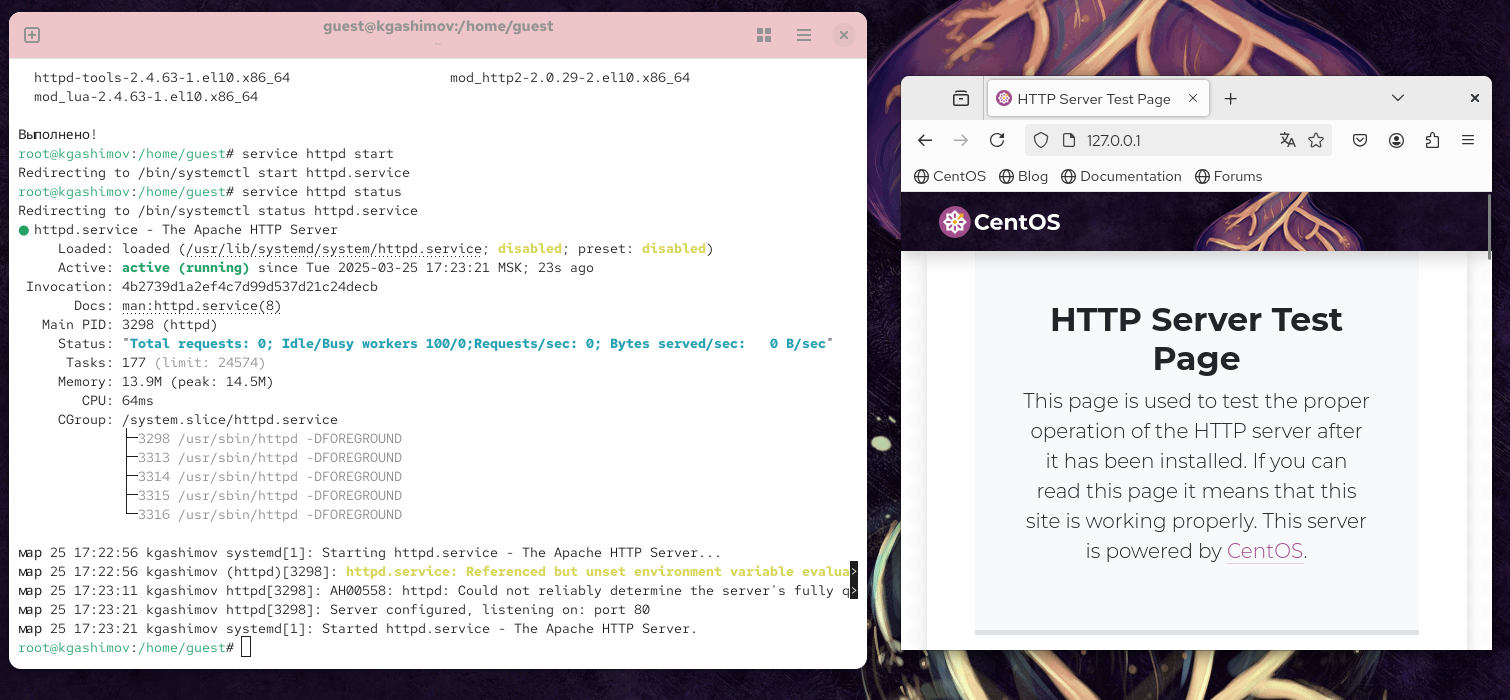 guest@kgashimov:/home/guest
~
httpd-tools-2.4.63-1.el10.x86_64 mod_http2-2.0.29-2.el10.x86_64
mod_lua-2.4.63-1.el10.x86_64
Выполнено!
root@kgashimov:/home/guest# service httpd start
Redirecting to /bin/systemctl start httpd.service
root@kgashimov:/home/guest# service httpd status
Redirecting to /bin/systemctl status httpd.service
● httpd.service - The Apache HTTP Server
Loaded: loaded (/usr/lib/systemd/system/httpd.service; disabled; preset: disabled)
Active: active (running) since Tue 2025-03-25 17:23:21 MSK; 23s ago
Invocation: 4b2739d1a2ef4c7d99d537d21c24decb
Docs: man:httpd.service(8)
Main PID: 3298 (httpd)
Status: "Total requests: 0; Idle/Busy workers 100/0;Requests/sec: 0; Bytes served/sec:   0 B/sec"
Tasks: 177 (limit: 24574)
Memory: 13.9M (peak: 14.5M)
CPU: 64ms
CGroup: /system.slice/httpd.service
├─3298 /usr/sbin/httpd -DFOREGROUND
├─3313 /usr/sbin/httpd -DFOREGROUND
├─3314 /usr/sbin/httpd -DFOREGROUND
├─3315 /usr/sbin/httpd -DFOREGROUND
└─3316 /usr/sbin/httpd -DFOREGROUND
мар 25 17:22:56 kgashimov systemd[1]: Starting httpd.service - The Apache HTTP Server...
мар 25 17:22:56 kgashimov (httpd)[3298]: httpd.service: Referenced but unset environment variable evalua>
мар 25 17:23:11 kgashimov httpd[3298]: AH00558: httpd: Could not reliably determine the server's fully q>
мар 25 17:23:21 kgashimov httpd[3298]: Server configured, listening on: port 80
мар 25 17:23:21 kgashimov systemd[1]: Started httpd.service - The Apache HTTP Server.
root@kgashimov:/home/guest#
HTTP Server Test Page
127.0.0.1
CentOS Blog Documentation Forums
CentOS
HTTP Server Test
Page
This page is used to test the proper
operation of the HTTP server after
it has been installed. If you can
read this page it means that this
site is working properly. This server
is powered by CentOS.